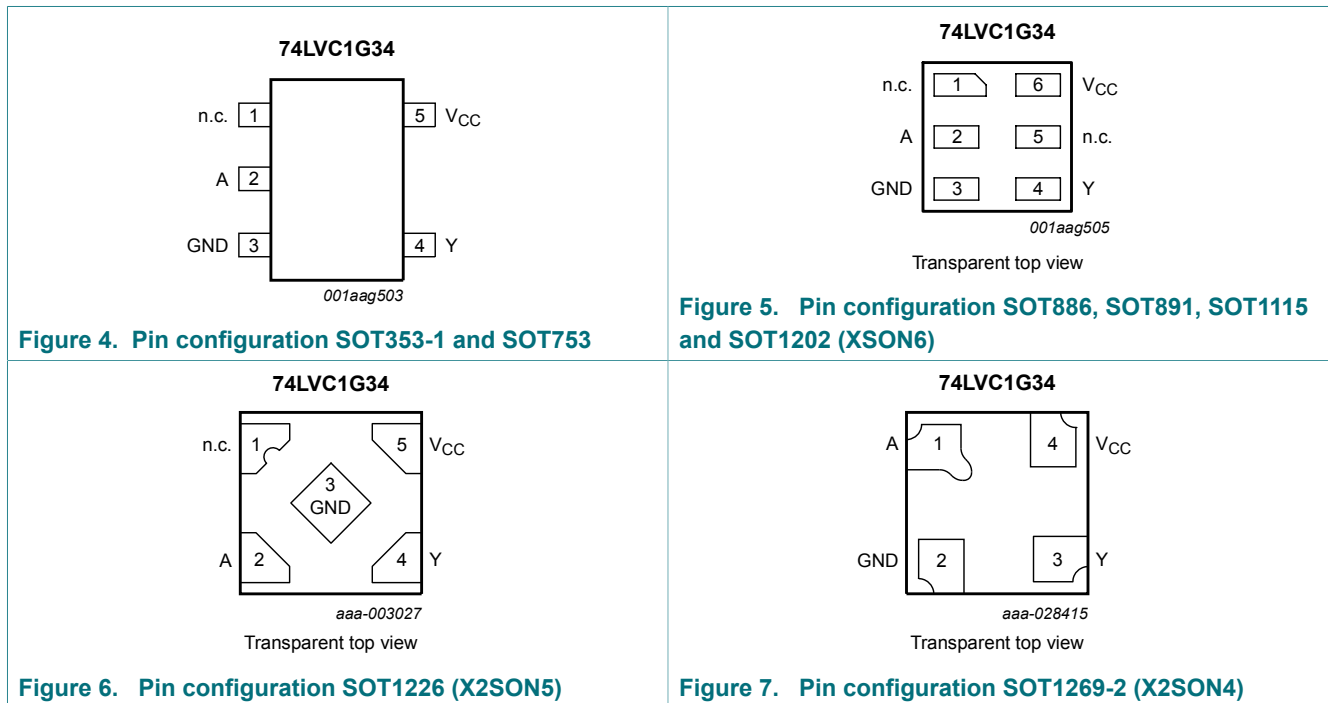 74LVC1G34
n.c. 1 5 VCC
A 2
GND 3 4 Y
001aag503
Figure 4. Pin configuration SOT353-1 and SOT753
74LVC1G34
n.c. 1 6 VCC
A 2 5 n.c.
GND 3 4 Y
001aag505
Transparent top view
Figure 5. Pin configuration SOT886, SOT891, SOT1115
and SOT1202 (XSON6)
74LVC1G34
n.c. 1 5 VCC
3
GND
A 2 4 Y
aaa-003027
Transparent top view
Figure 6. Pin configuration SOT1226 (X2SON5)
74LVC1G34
A 1 4 VCC
GND 2 3 Y
aaa-028415
Transparent top view
Figure 7. Pin configuration SOT1269-2 (X2SON4)